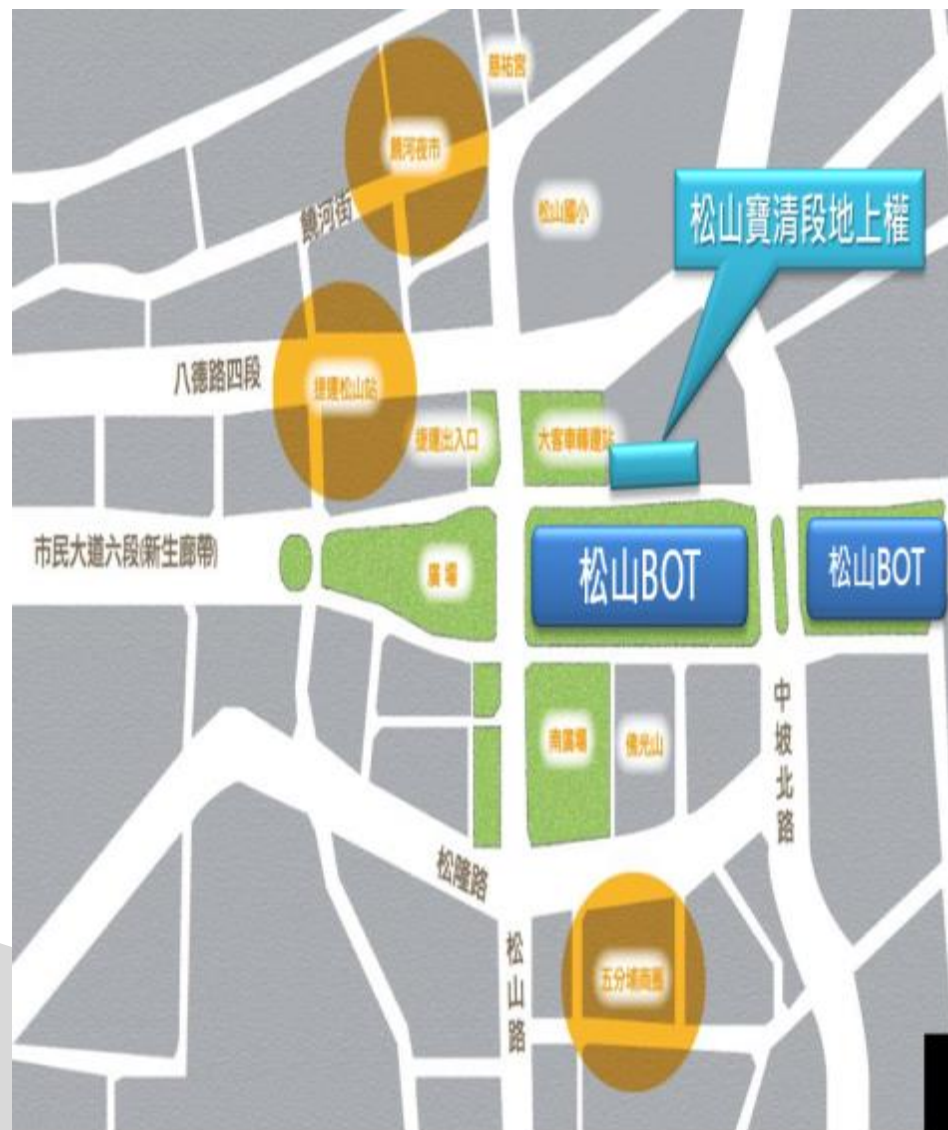 慈祐宮
饒河夜市
饒河街
松山國小
松山寶清段地上權
八德路四段
捷運松山站
捷運出入口
大客車轉運站
市民大道六段(新生廊帶)
廣場
松山BOT
松山BOT
南廣場
佛光山
中坡北路
松隆路
松山路
五分埔商圈